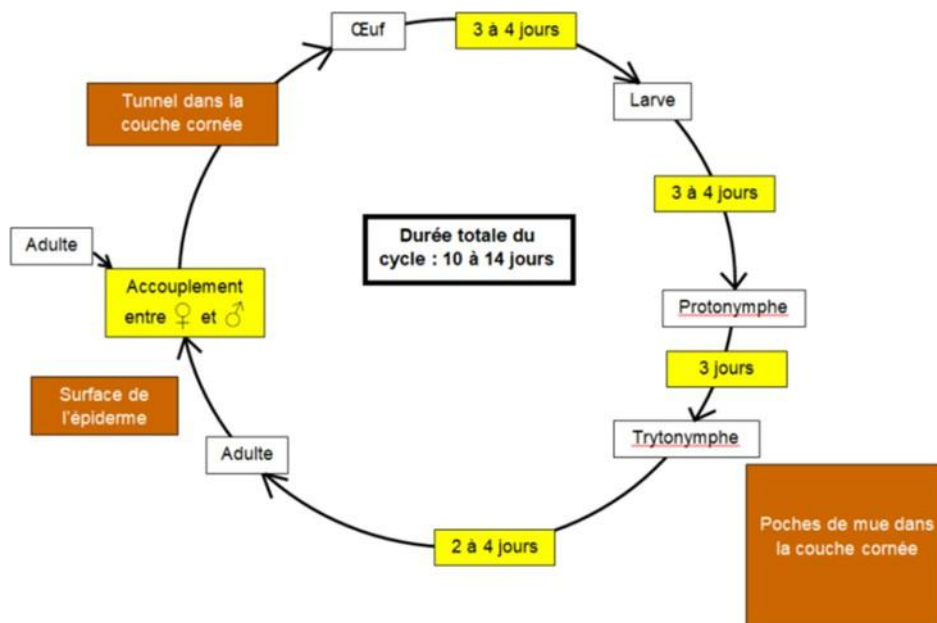 Œuf
3 à 4 jours
Larve
3 à 4 jours
Protonymphe
3 jours
Trytonymphe
Poches de mue dans
la couche cornée
2 à 4 jours
Adulte
Surface de
l'épiderme
Accouplement
entre ♀ et ♂
Adulte
Tunnel dans la
couche cornée
Durée totale du
cycle : 10 à 14 jours